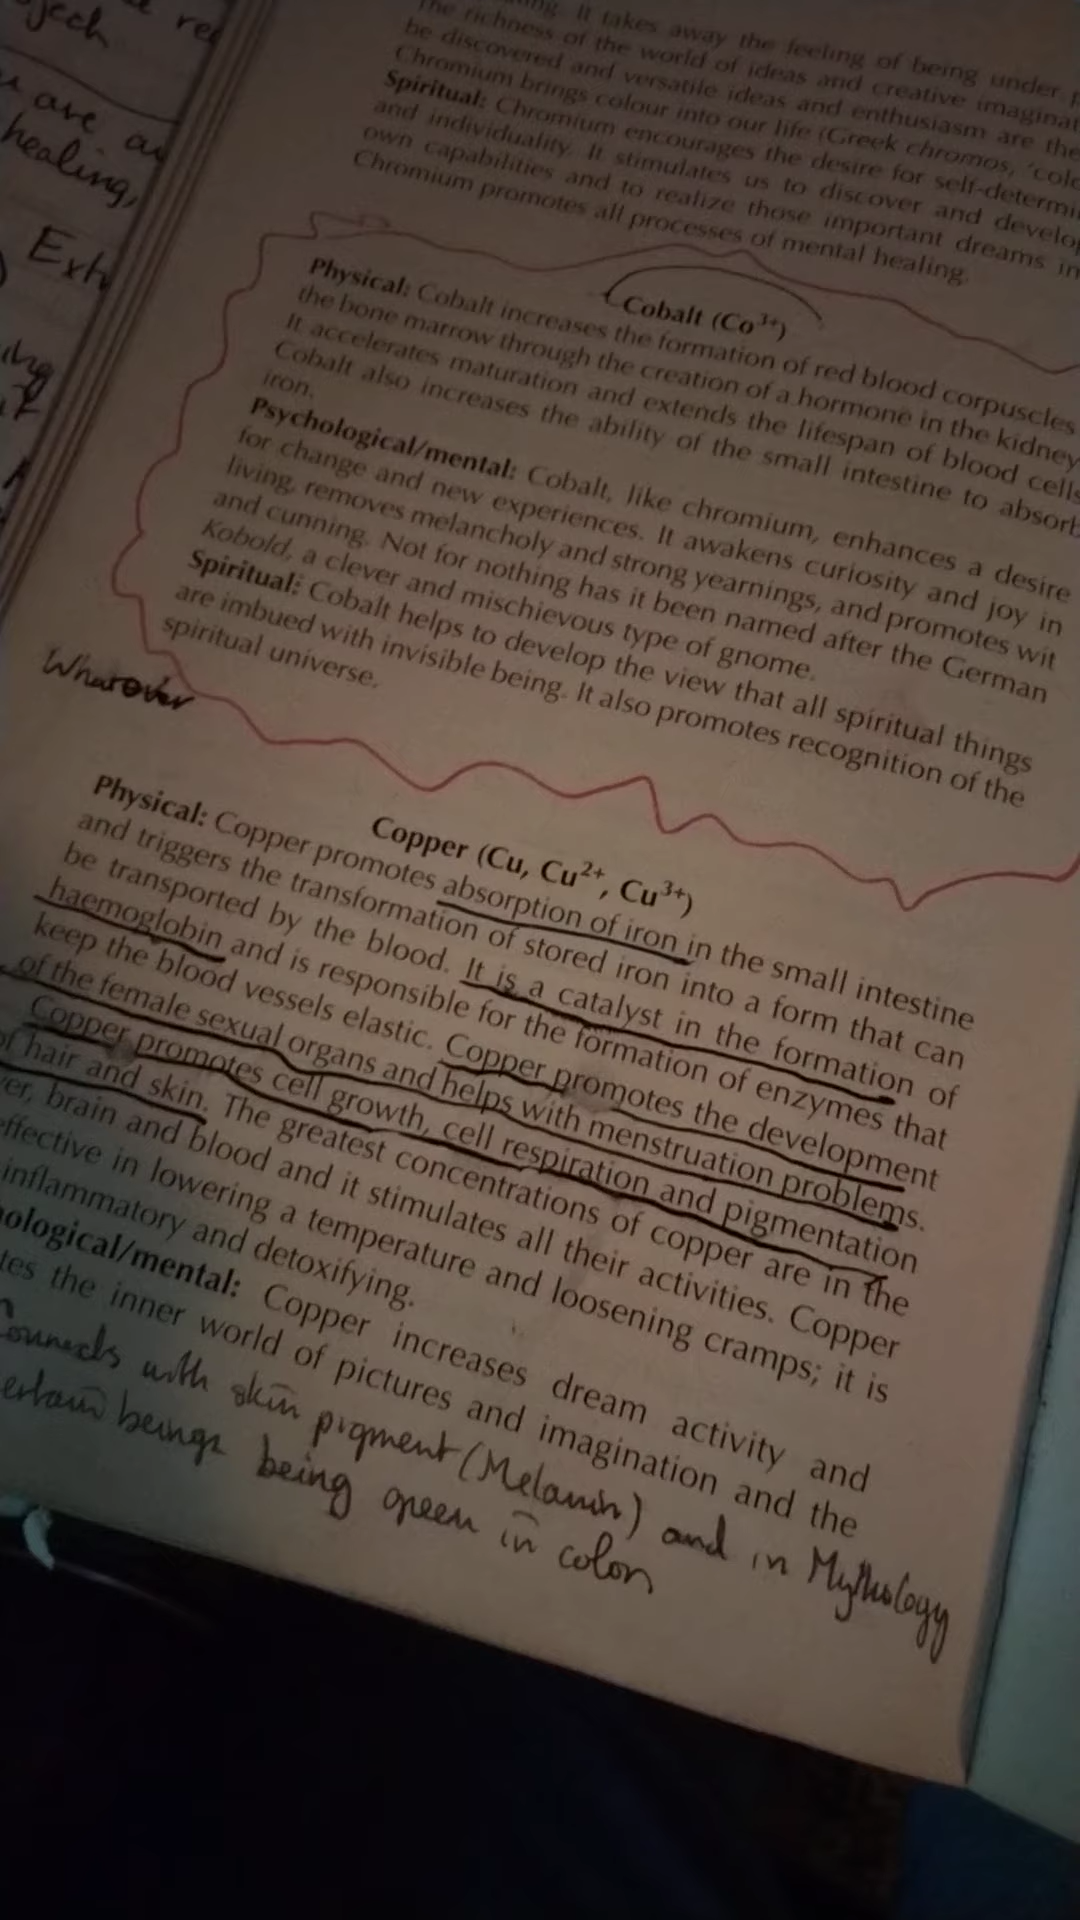 ject
are
healing,
Exh
It takes away the feeling of being under
the richness of the world of ideas and creative imaginat
be discovered and versatile ideas and enthusiasm are the
Chromium brings colour into our life (Greek chromos, 'colo
Spiritual: Chromium encourages the desire for self-determi
and individuality. It stimulates us to discover and develop
own capabilities and to realize those important dreams in
Chromium promotes all processes of mental healing.
Cobalt (Co³⁺)
Physical: Cobalt increases the formation of red blood corpuscles
the bone marrow through the creation of a hormone in the kidney
It accelerates maturation and extends the lifespan of blood cells
Cobalt also increases the ability of the small intestine to absorb
iron.
Psychological/mental: Cobalt, like chromium, enhances a desire
for change and new experiences. It awakens curiosity and joy in
living, removes melancholy and strong yearnings, and promotes wit
and cunning. Not for nothing has it been named after the German
Kobold, a clever and mischievous type of gnome.
Spiritual: Cobalt helps to develop the view that all spiritual things
are imbued with invisible being. It also promotes recognition of the
spiritual universe.
Whatever
Copper (Cu, Cu²⁺, Cu³⁺)
Physical: Copper promotes absorption of iron in the small intestine
and triggers the transformation of stored iron into a form that can
be transported by the blood. It is a catalyst in the formation of
haemoglobin and is responsible for the formation of enzymes that
keep the blood vessels elastic. Copper promotes the development
of the female sexual organs and helps with menstruation problems.
Copper promotes cell growth, cell respiration and pigmentation
of hair and skin. The greatest concentrations of copper are in the
ver, brain and blood and it stimulates all their activities. Copper
effective in lowering a temperature and loosening cramps; it is
inflammatory and detoxifying.
hological/mental: Copper increases dream activity and
tes the inner world of pictures and imagination and the
Connects with skin pigment (Melanin) and in Mythology
ertain beings being green in color